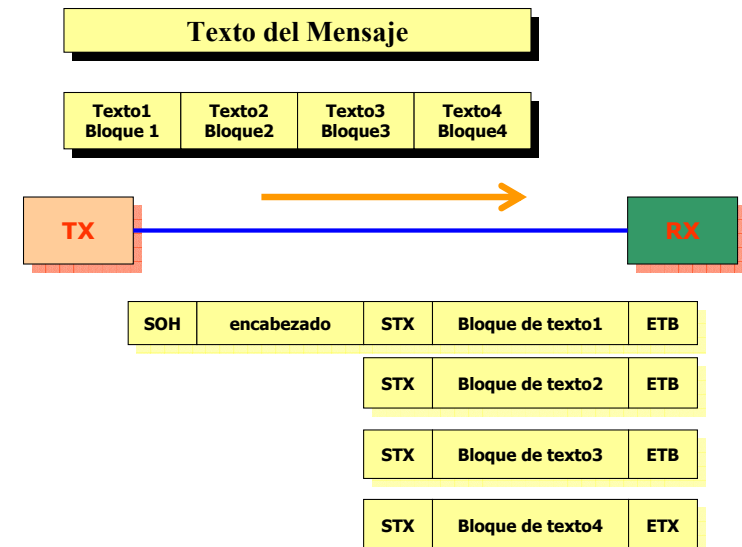 Texto del Mensaje
Texto1 Texto2 Texto3 Texto4
Bloque 1 Bloque2 Bloque3 Bloque4
TX RX
SOH encabezado STX Bloque de texto1 ETB
STX Bloque de texto2 ETB
STX Bloque de texto3 ETB
STX Bloque de texto4 ETX